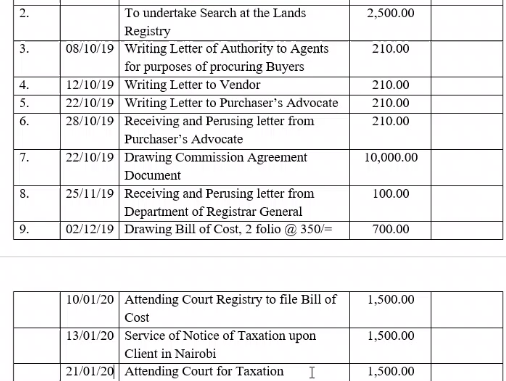 2. To undertake Search at the Lands 2,500.00
Registry
3. 08/10/19 Writing Letter of Authority to Agents 210.00
for purposes of procuring Buyers
4. 12/10/19 Writing Letter to Vendor 210.00
5. 22/10/19 Writing Letter to Purchaser's Advocate 210.00
6. 28/10/19 Receiving and Perusing letter from 210.00
Purchaser's Advocate
7. 22/10/19 Drawing Commission Agreement 10,000.00
Document
8. 25/11/19 Receiving and Perusing letter from 100.00
Department of Registrar General
9. 02/12/19 Drawing Bill of Cost, 2 folio @ 350/= 700.00
10/01/20 Attending Court Registry to file Bill of 1,500.00
Cost
13/01/20 Service of Notice of Taxation upon 1,500.00
Client in Nairobi
21/01/20 Attending Court for Taxation 1,500.00